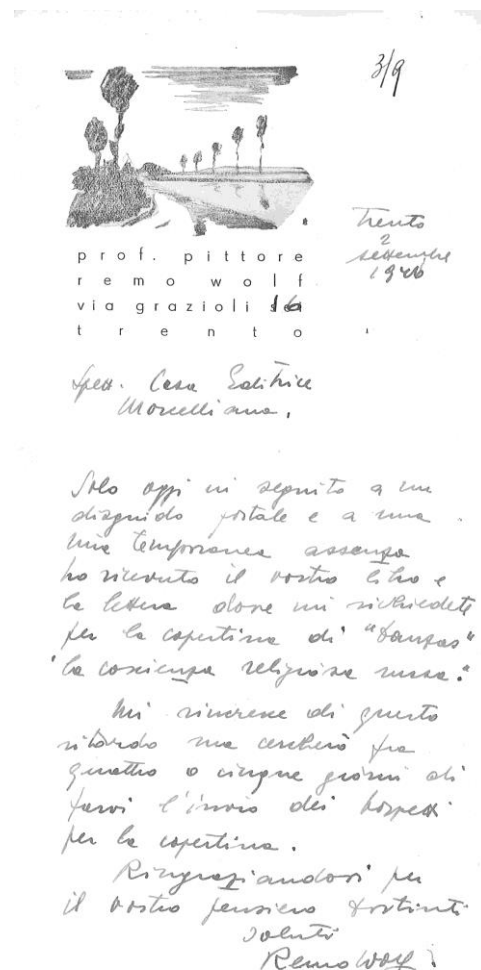 3/9
Trento
2
settembre
1946
prof. pittore
remo wolf
via grazioli 16
trento
Spett. Casa Editrice
Morcelliana,
Solo oggi in seguito a un
disguido postale e a una
mia temporanea assenza
ho ricevuto il vostro libro e
la lettera dove mi richiedete
per la copertina di "Danzas"
"la coscienza religiosa russa."
Mi rincresce di questo
ritardo ma cercherò fra
quattro o cinque giorni di
farvi l'invio dei bozzetti
per la copertina.
Ringraziandovi per
il vostro pensiero distinti
saluti
Remo Wolf